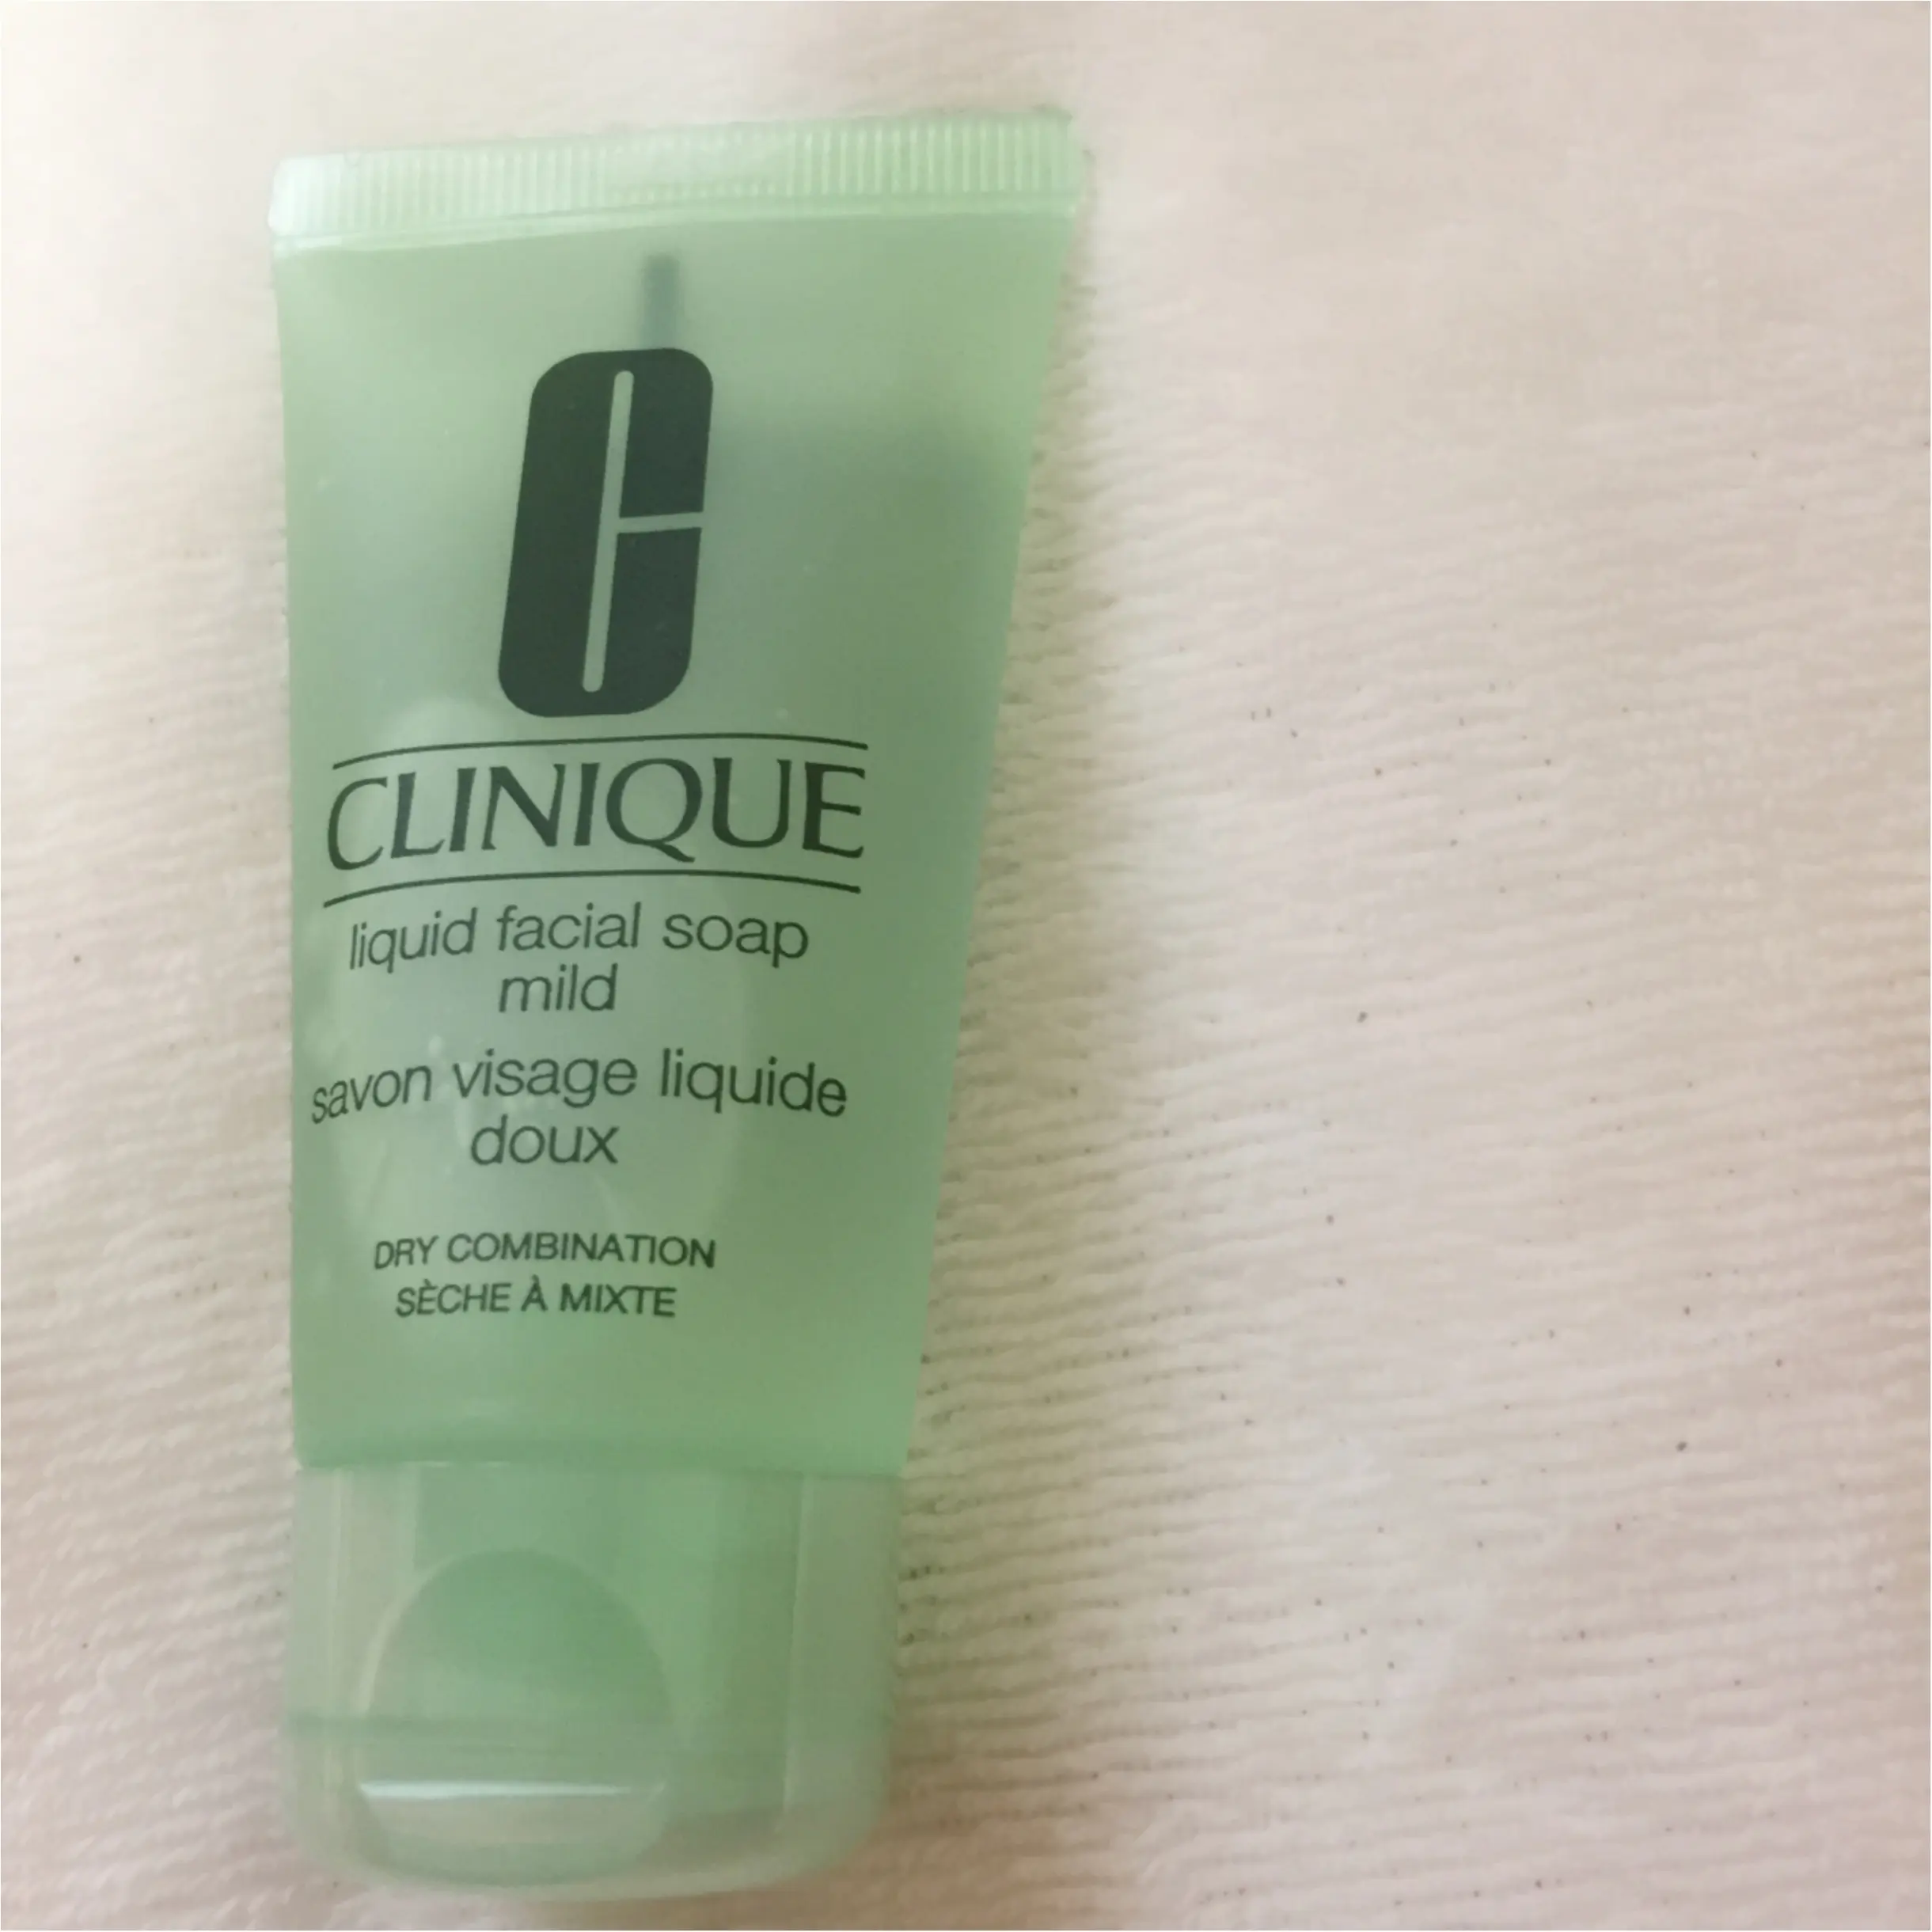 C
CLINIQUE
liquid facial soap
mild
savon visage liquide
doux
DRY COMBINATION
SÈCHE À MIXTE